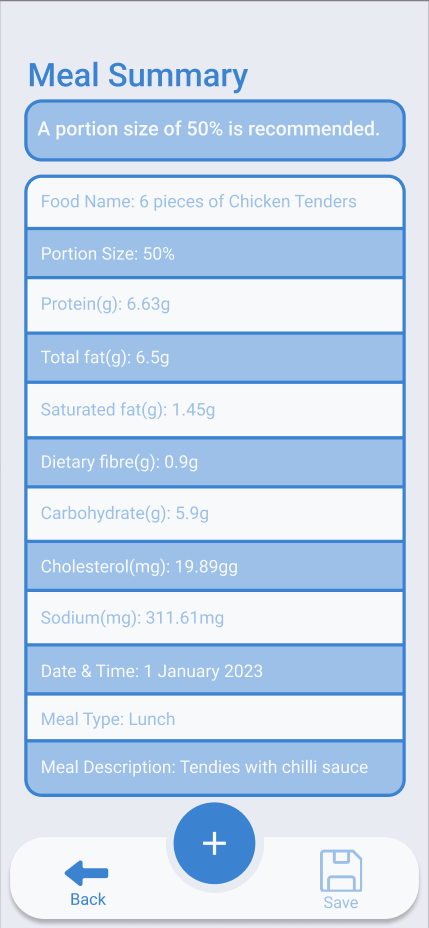 Meal Summary
A portion size of 50% is recommended.
Food Name: 6 pieces of Chicken Tenders
Portion Size: 50%
Protein(g): 6.63g
Total fat(g): 6.5g
Saturated fat(g): 1.45g
Dietary fibre(g): 0.9g
Carbohydrate(g): 5.9g
Cholesterol(mg): 19.89gg
Sodium(mg): 311.61mg
Date & Time: 1 January 2023
Meal Type: Lunch
Meal Description: Tendies with chilli sauce
+
Back
Save